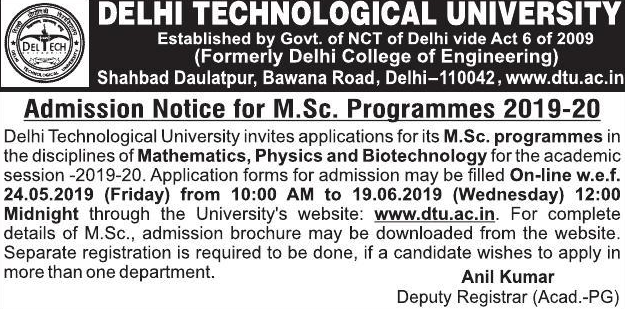 DELHI TECHNOLOGICAL UNIVERSITY
Established by Govt. of NCT of Delhi vide Act 6 of 2009
(Formerly Delhi College of Engineering)
Shahbad Daulatpur, Bawana Road, Delhi–110042, www.dtu.ac.in
DELTECH
Admission Notice for M.Sc. Programmes 2019-20
Delhi Technological University invites applications for its M.Sc. programmes in
the disciplines of Mathematics, Physics and Biotechnology for the academic
session -2019-20. Application forms for admission may be filled On-line w.e.f.
24.05.2019 (Friday) from 10:00 AM to 19.06.2019 (Wednesday) 12:00
Midnight through the University's website: www.dtu.ac.in. For complete
details of M.Sc., admission brochure may be downloaded from the website.
Separate registration is required to be done, if a candidate wishes to apply in
more than one department.
Anil Kumar
Deputy Registrar (Acad.-PG)